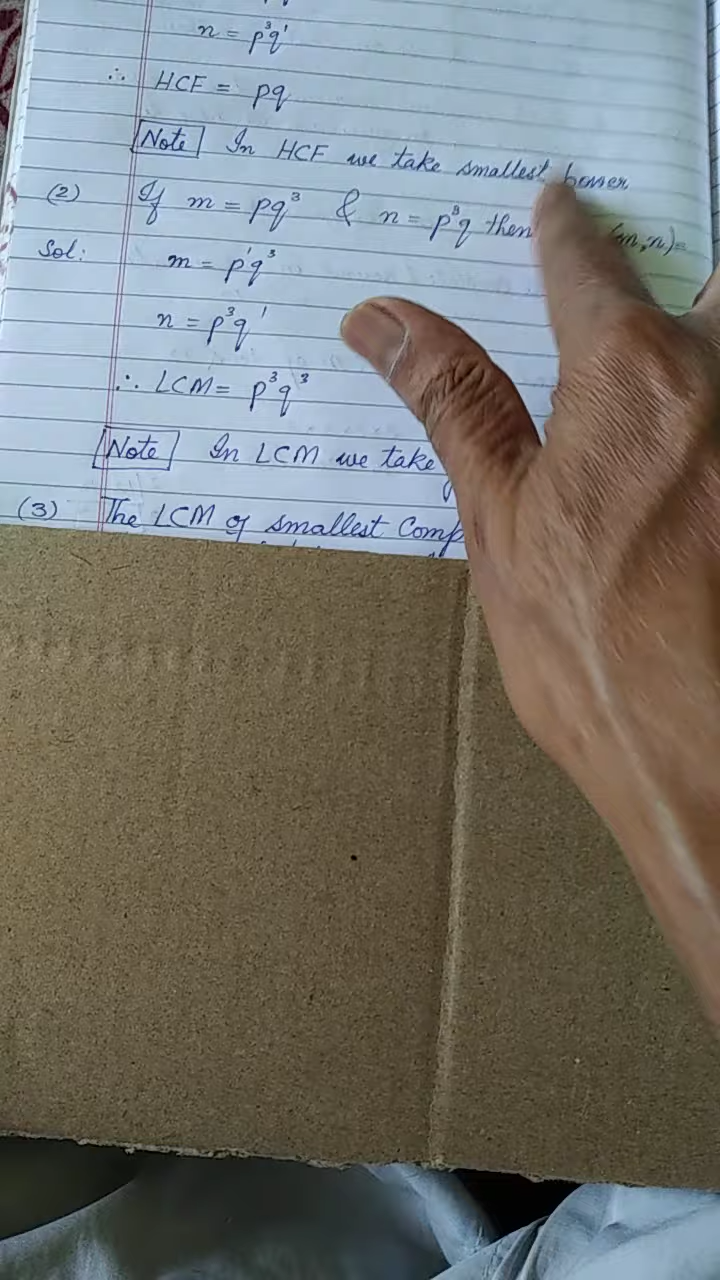 n = p³q¹
∴ HCF = pq
Note In HCF we take smallest power
(2) If m = pq³ & n = p³q then (m,n)=
Sol: m = p¹q³
n = p³q¹
∴ LCM = p³q³
Note In LCM we take
(3) The LCM of smallest Comp